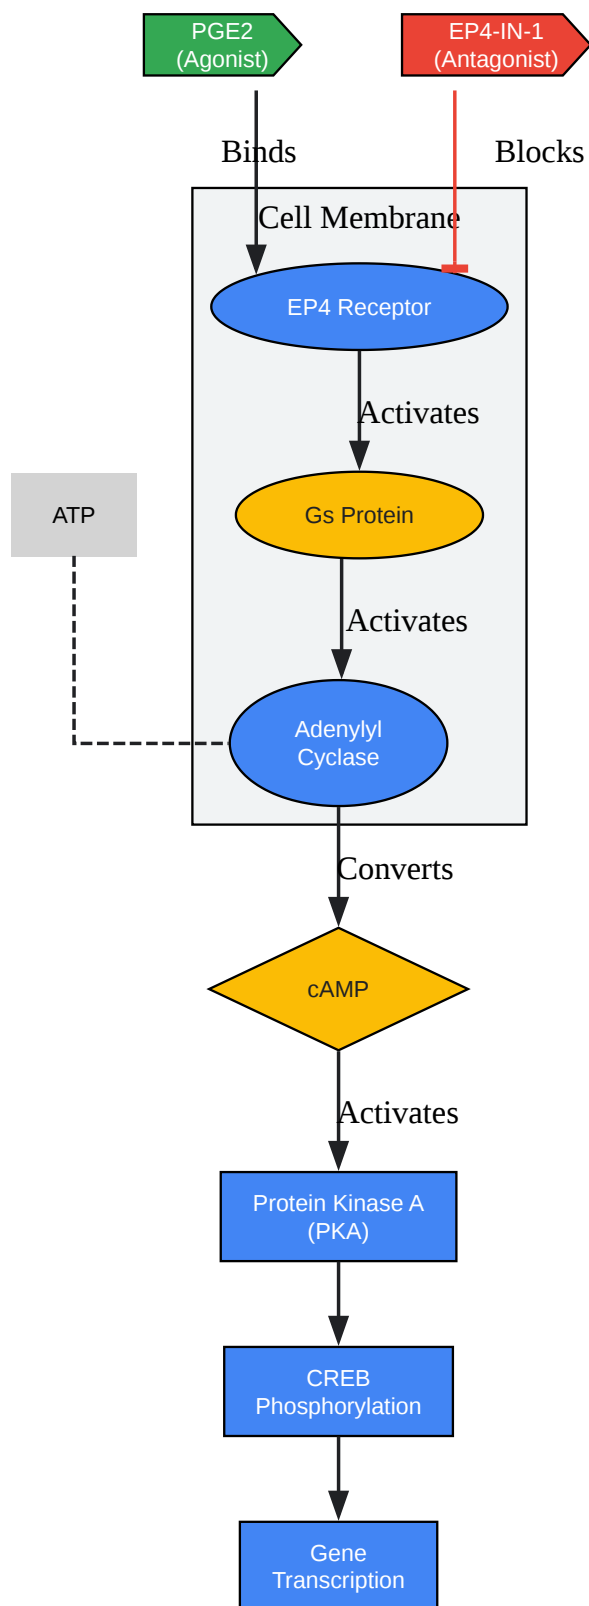 PGE2
(Agonist)
EP4-IN-1
(Antagonist)
Binds
Blocks
Cell Membrane
EP4 Receptor
Activates
ATP
Gs Protein
Activates
Adenylyl
Cyclase
Converts
cAMP
Activates
Protein Kinase A
(PKA)
CREB
Phosphorylation
Gene
Transcription